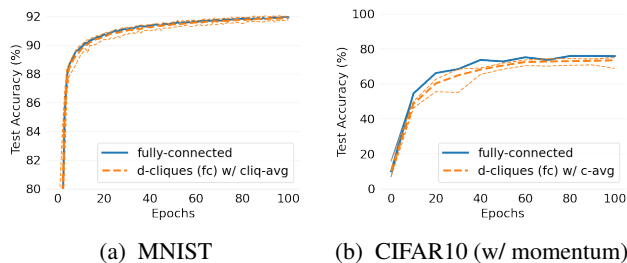 92
90
88
86
84
82
80
Test Accuracy (%)
0 20 40 60 80 100
Epochs
fully-connected
d-cliques (fc) w/ cliq-avg
(a) MNIST
100
80
60
40
20
0
Test Accuracy (%)
0 20 40 60 80 100
Epochs
fully-connected
d-cliques (fc) w/ c-avg
(b) CIFAR10 (w/ momentum)